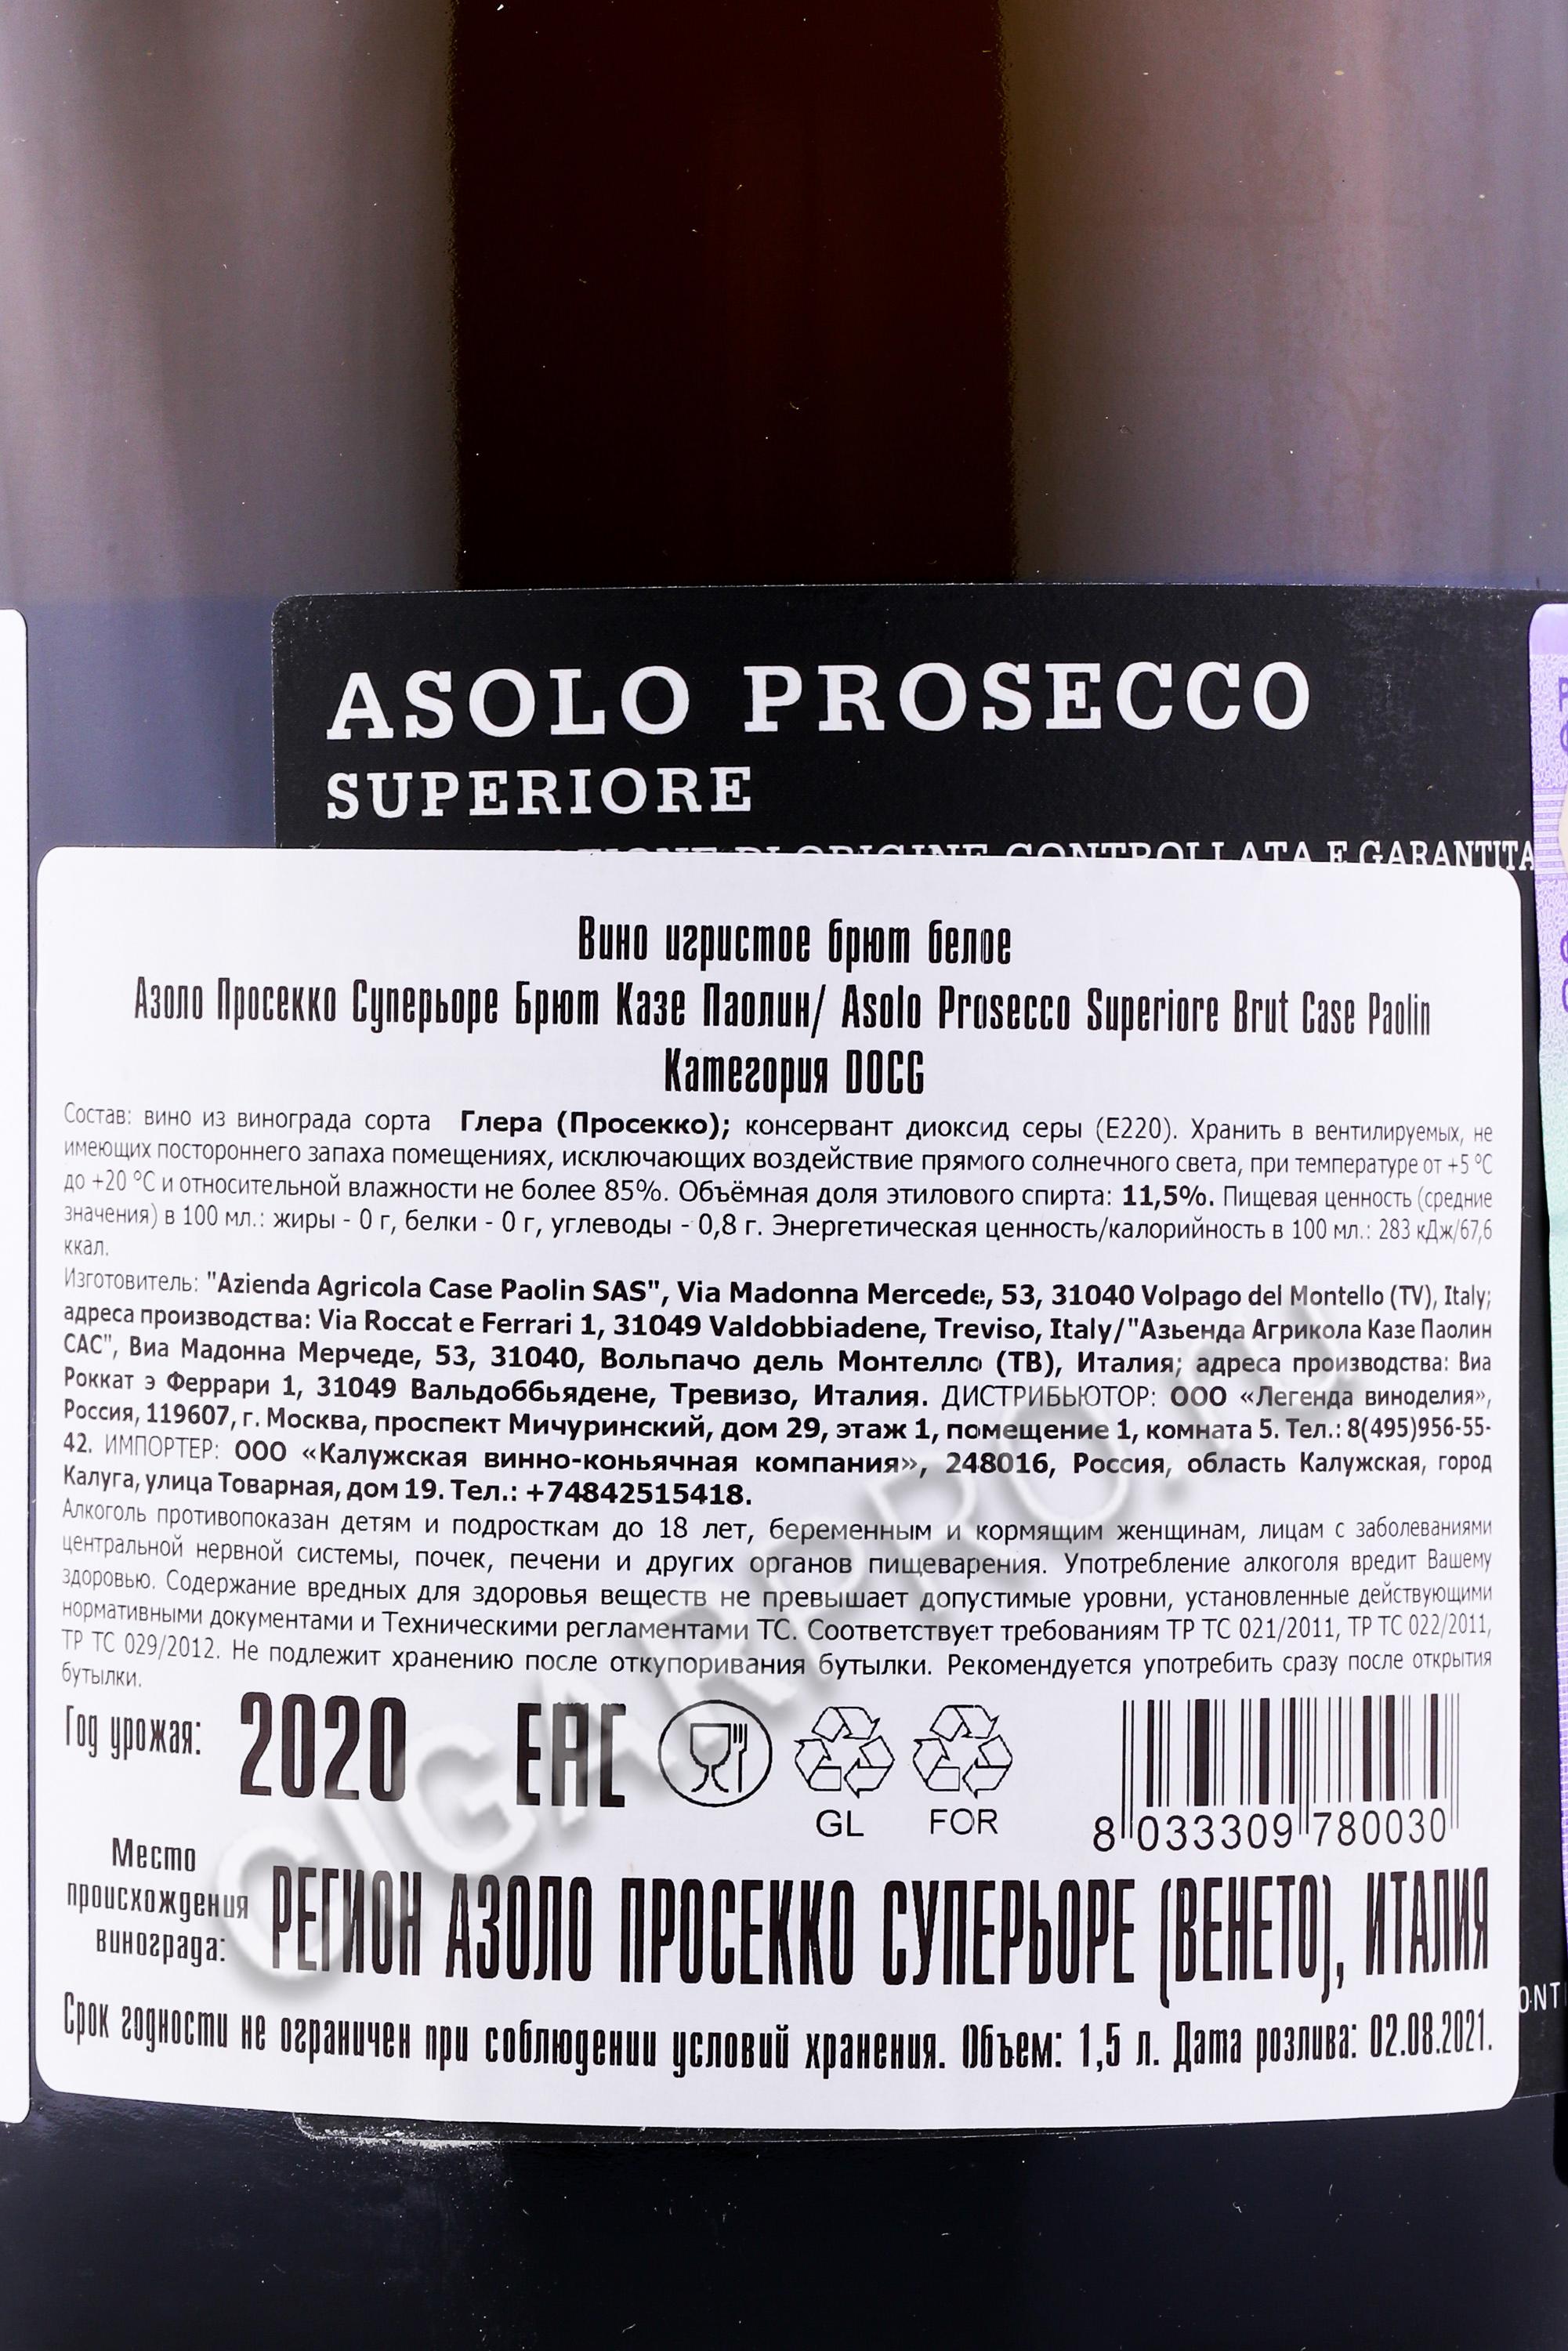 ASOLO PROSECCO
SUPERIORE
DI ORIGINE CONTROLLATA E GARANTITA
Вино игристое брют белое
Азоло Просекко Суперьоре Брют Казе Паолин/ Asolo Prosecco Superiore Brut Case Paolin
Категория DOCG
Состав: вино из винограда сорта Глера (Просекко); консервант диоксид серы (Е220). Хранить в вентилируемых, не
имеющих постороннего запаха помещениях, исключающих воздействие прямого солнечного света, при температуре от +5 °С
до +20 °С и относительной влажности не более 85%. Объёмная доля этилового спирта: 11,5%. Пищевая ценность (средние
значения) в 100 мл.: жиры - 0 г, белки - 0 г, углеводы - 0,8 г. Энергетическая ценность/калорийность в 100 мл.: 283 кДж/67,6
ккал.
Изготовитель: "Azienda Agricola Case Paolin SAS", Via Madonna Mercede, 53, 31040 Volpago del Montello (TV), Italy;
адреса производства: Via Roccat e Ferrari 1, 31049 Valdobbiadene, Treviso, Italy/"Азьенда Агрикола Казе Паолин
САС", Виа Мадонна Мерчеде, 53, 31040, Вольпачо дель Монтелло (ТВ), Италия; адреса производства: Виа
Роккат э Феррари 1, 31049 Вальдоббьядене, Тревизо, Италия. ДИСТРИБЬЮТОР: ООО «Легенда виноделия»,
Россия, 119607, г. Москва, проспект Мичуринский, дом 29, этаж 1, помещение 1, комната 5. Тел.: 8(495)956-55-
42. ИМПОРТЕР: ООО «Калужская винно-коньячная компания», 248016, Россия, область Калужская, город
Калуга, улица Товарная, дом 19. Тел.: +74842515418.
Алкоголь противопоказан детям и подросткам до 18 лет, беременным и кормящим женщинам, лицам с заболеваниями
центральной нервной системы, почек, печени и других органов пищеварения. Употребление алкоголя вредит Вашему
здоровью. Содержание вредных для здоровья веществ не превышает допустимые уровни, установленные действующими
нормативными документами и Техническими регламентами ТС. Соответствует требованиям ТР ТС 021/2011, ТР ТС 022/2011,
ТР ТС 029/2012. Не подлежит хранению после откупоривания бутылки. Рекомендуется употребить сразу после открытия
бутылки.
Год урожая: 2020 EAC
GL FOR
8 033309 780030
Место
происхождения
винограда:
РЕГИОН АЗОЛО ПРОСЕККО СУПЕРЬОРЕ (ВЕНЕТО), ИТАЛИЯ
Срок годности не ограничен при соблюдении условий хранения. Объем: 1,5 л. Дата розлива: 02.08.2021.
CIGARPRO.ru